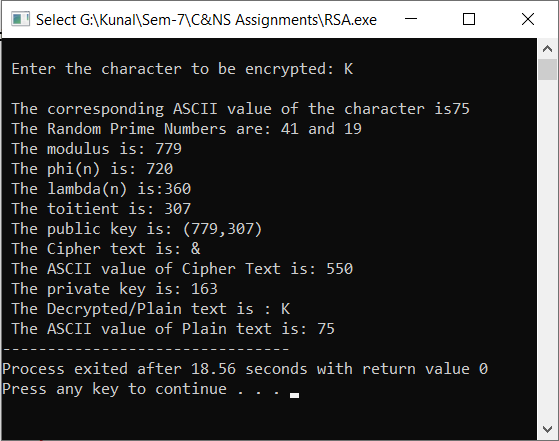 Select G:\Kunal\Sem-7\C&NS Assignments\RSA.exe
Enter the character to be encrypted: K
The corresponding ASCII value of the character is75
The Random Prime Numbers are: 41 and 19
The modulus is: 779
The phi(n) is: 720
The lambda(n) is:360
The toitient is: 307
The public key is: (779,307)
The Cipher text is: &
The ASCII value of Cipher Text is: 550
The private key is: 163
The Decrypted/Plain text is : K
The ASCII value of Plain text is: 75
--------------------------------
Process exited after 18.56 seconds with return value 0
Press any key to continue . . .